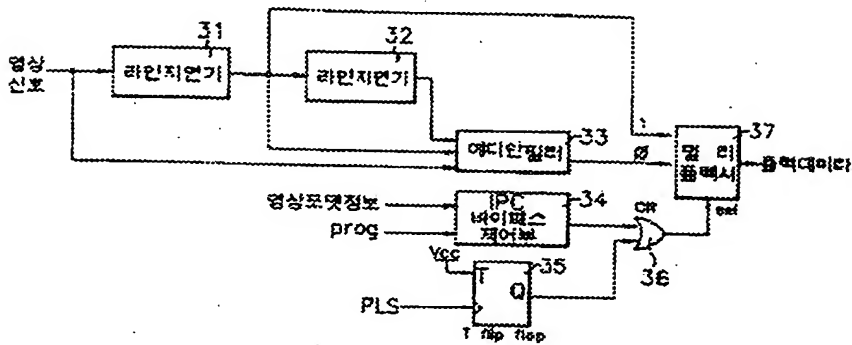 31
32
영상
신호
라인지연기
라인지연기
33
메디안필터
1
0
37
멀 티
플렉서
출력데이타
sel
영상포맷정보
prog
IPC
바이패스
제어부
34
Ctl
36
Vcc
T
Q
35
PLS
T flip flop